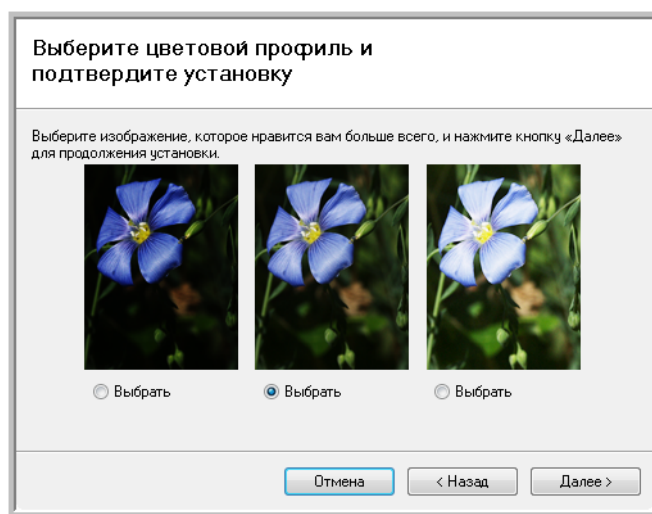 Выберите цветовой профиль и
подтвердите установку
Выберите изображение, которое нравится вам больше всего, и нажмите кнопку «Далее»
для продолжения установки.
Выбрать Выбрать Выбрать
Отмена < Назад Далее >